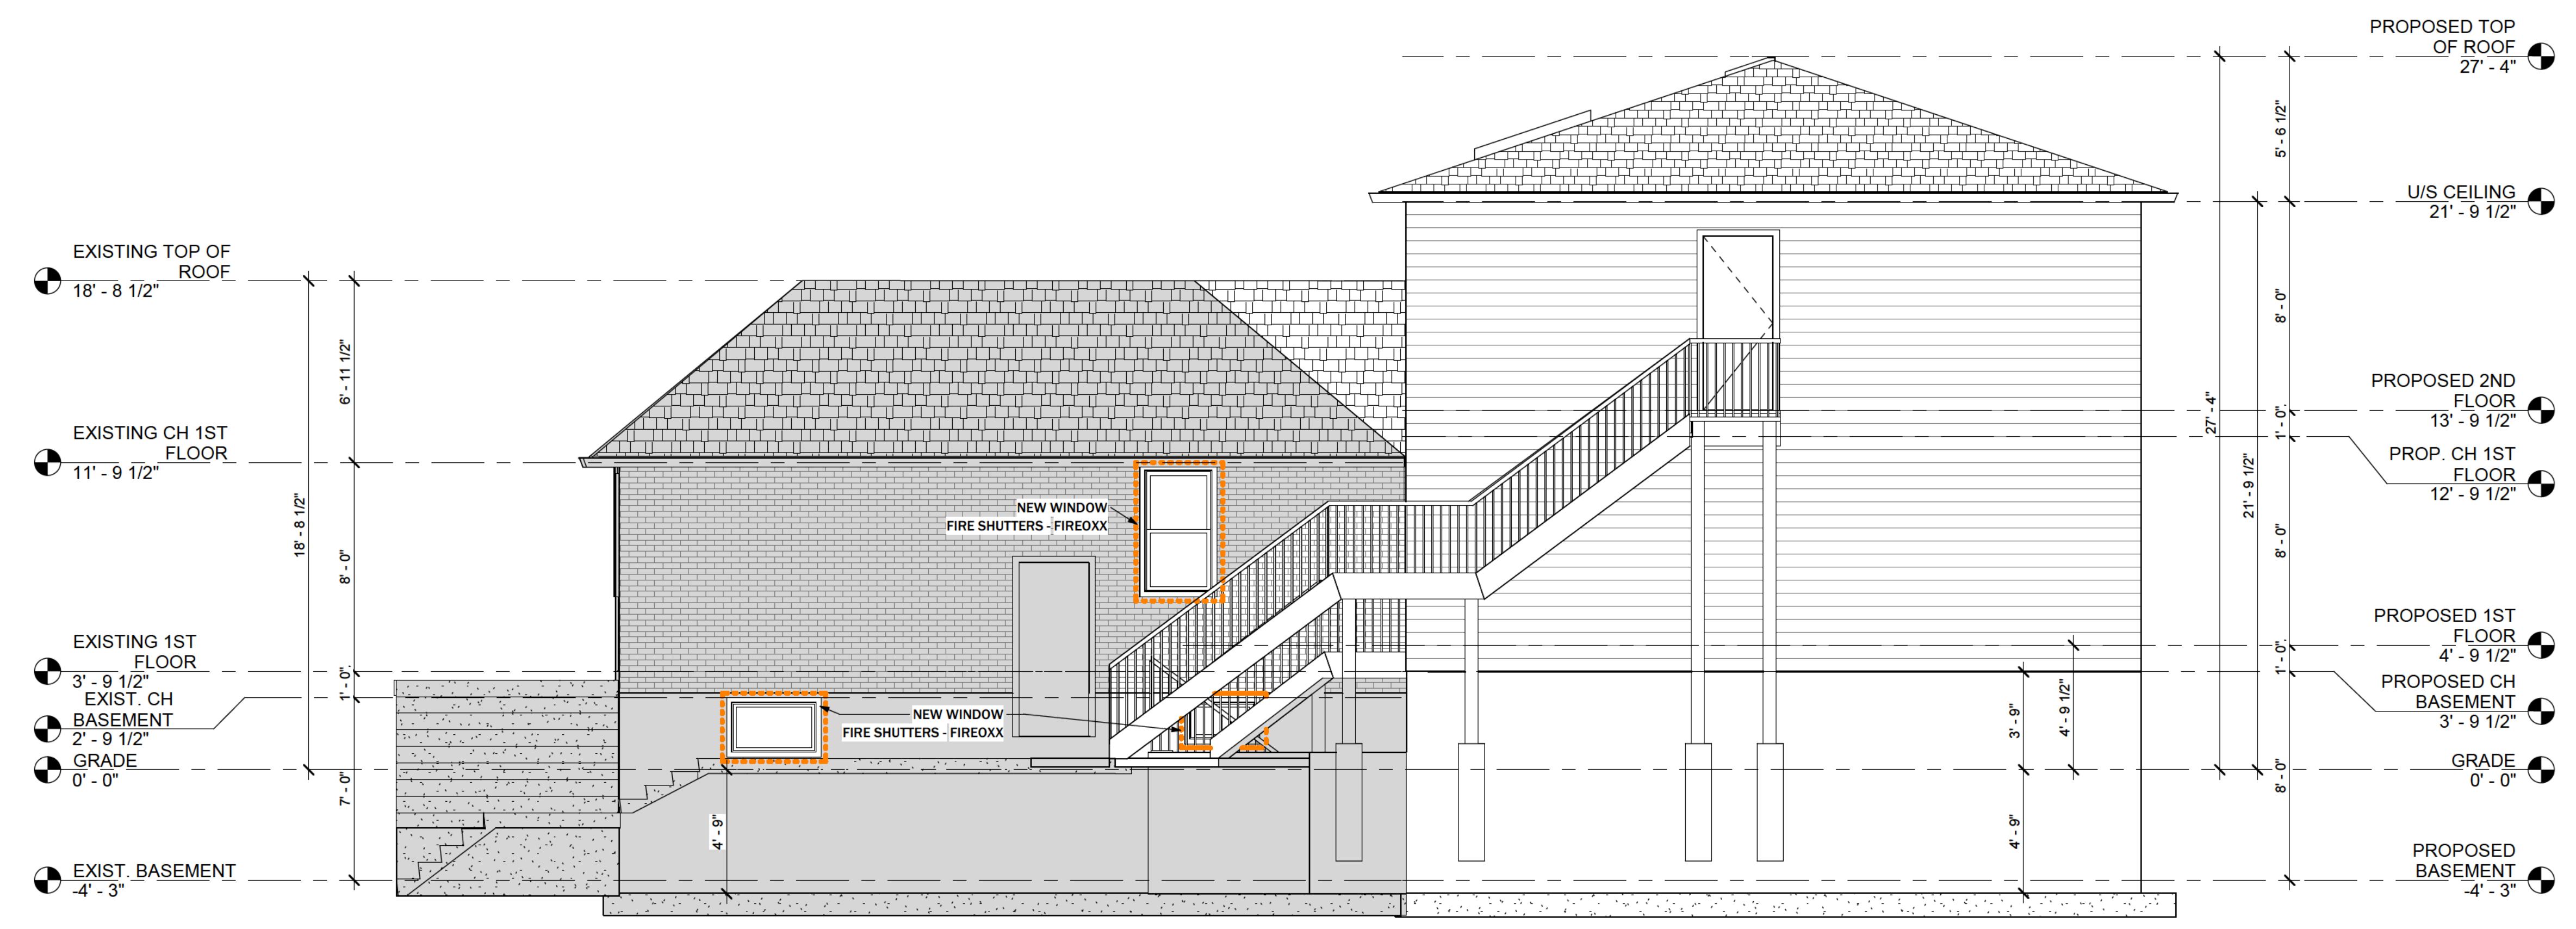 PROPOSED TOP
OF ROOF
27' - 4"
5' - 6 1/2"
U/S CEILING
21' - 9 1/2"
EXISTING TOP OF
ROOF
18' - 8 1/2"
8' - 0"
6' - 11 1/2"
PROPOSED 2ND
FLOOR
13' - 9 1/2"
27' - 4"
1' - 0"
EXISTING CH 1ST
FLOOR
11' - 9 1/2"
PROP. CH 1ST
FLOOR
12' - 9 1/2"
21' - 9 1/2"
NEW WINDOW
FIRE SHUTTERS - FIREOXX
18' - 8 1/2"
8' - 0"
8' - 0"
EXISTING 1ST
FLOOR
3' - 9 1/2"
PROPOSED 1ST
FLOOR
4' - 9 1/2"
1' - 0"
1' - 0"
EXIST. CH
BASEMENT
2' - 9 1/2"
PROPOSED CH
BASEMENT
3' - 9 1/2"
4' - 9 1/2"
3' - 9"
NEW WINDOW
FIRE SHUTTERS - FIREOXX
GRADE
0' - 0"
GRADE
0' - 0"
7' - 0"
8' - 0"
4' - 9"
4' - 9"
EXIST. BASEMENT
-4' - 3"
PROPOSED
BASEMENT
-4' - 3"